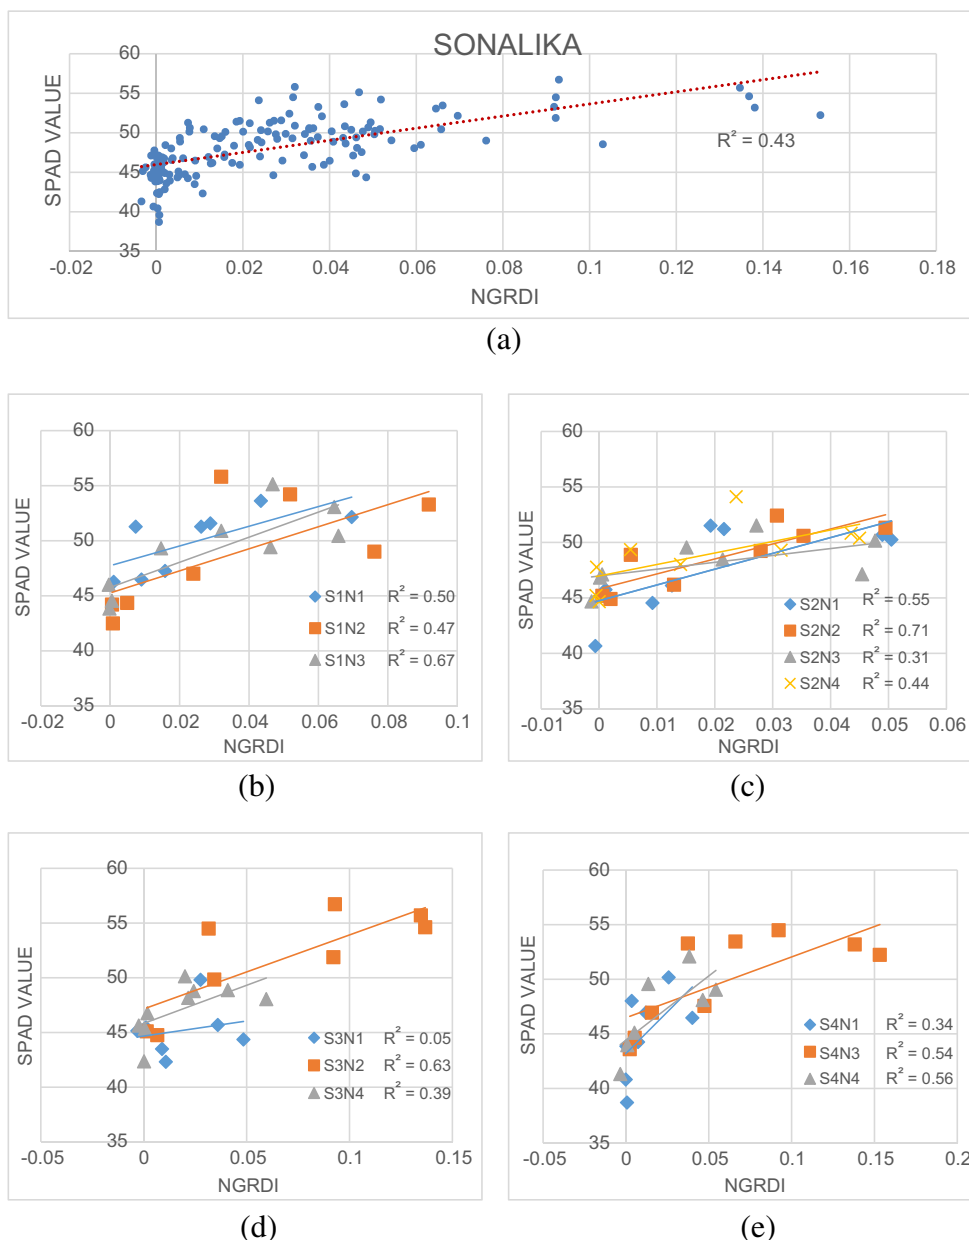 SONALIKA
60
55
50
45
40
35
SPAD VALUE
R² = 0.43
-0.02 0 0.02 0.04 0.06 0.08 0.1 0.12 0.14 0.16 0.18
NGRDI
(a)
60
55
50
45
40
35
SPAD VALUE
S1N1 R² = 0.50
S1N2 R² = 0.47
S1N3 R² = 0.67
-0.02 0 0.02 0.04 0.06 0.08 0.1
NGRDI
(b)
60
55
50
45
40
35
SPAD VALUE
S2N1 R² = 0.55
S2N2 R² = 0.71
S2N3 R² = 0.31
S2N4 R² = 0.44
-0.01 0 0.01 0.02 0.03 0.04 0.05 0.06
NGRDI
(c)
60
55
50
45
40
35
SPAD VALUE
S3N1 R² = 0.05
S3N2 R² = 0.63
S3N4 R² = 0.39
-0.05 0 0.05 0.1 0.15
NGRDI
(d)
60
55
50
45
40
35
SPAD VALUE
S4N1 R² = 0.34
S4N3 R² = 0.54
S4N4 R² = 0.56
-0.05 0 0.05 0.1 0.15 0.2
NGRDI
(e)